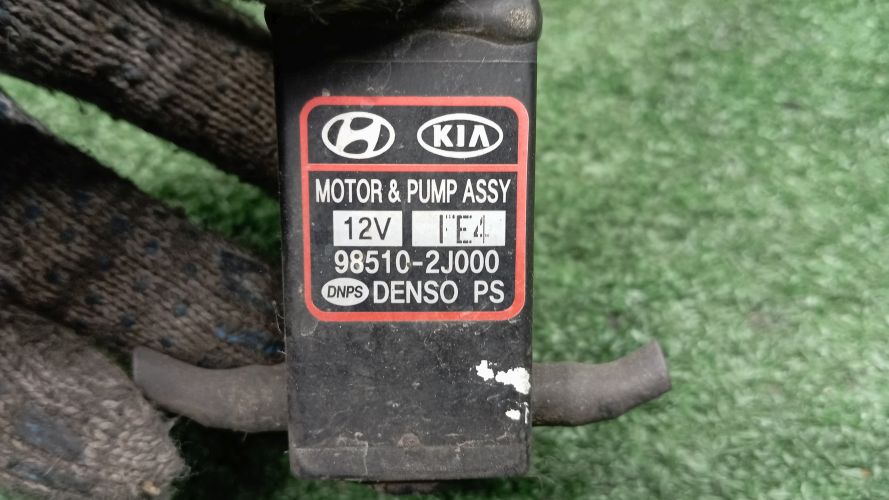 KIA
MOTOR & PUMP ASSY
12V
98510-2J000
DNPS DENSO PS